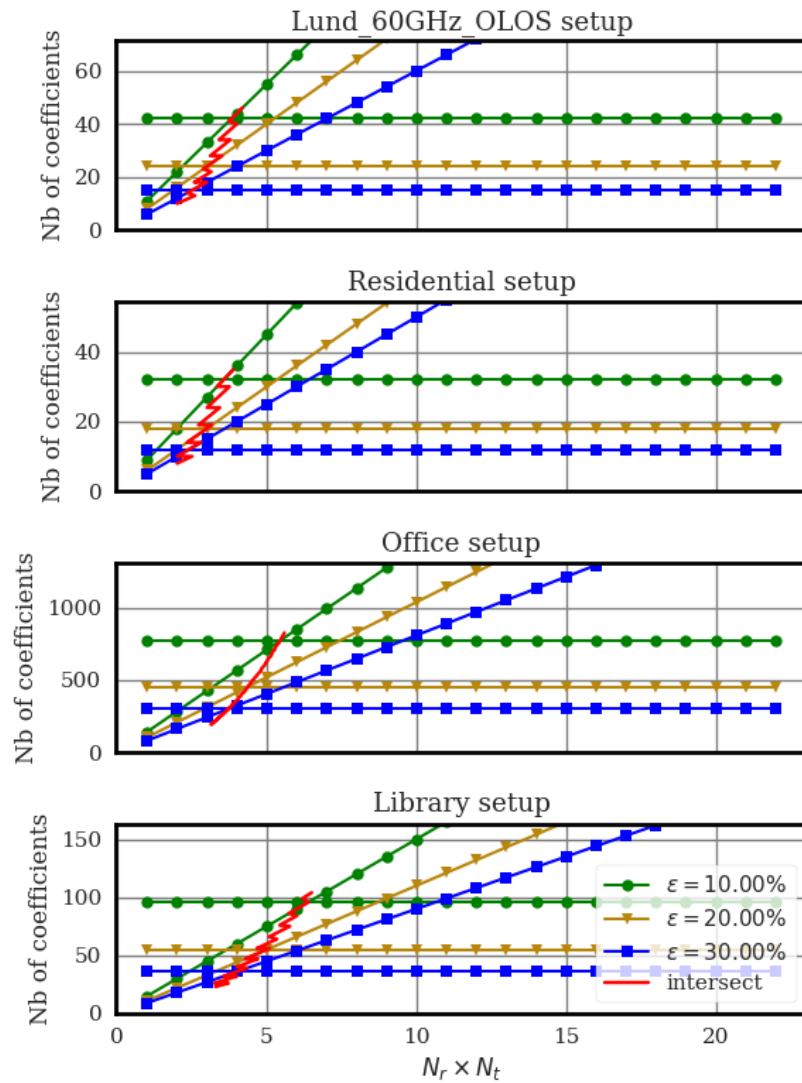 Lund_60GHz_OLOS setup
Nb of coefficients
60
40
20
0
Residential setup
Nb of coefficients
40
20
0
Office setup
Nb of coefficients
1000
500
0
Library setup
Nb of coefficients
150
100
50
0
ε = 10.00%
ε = 20.00%
ε = 30.00%
intersect
0 5 10 15 20
N_r × N_t